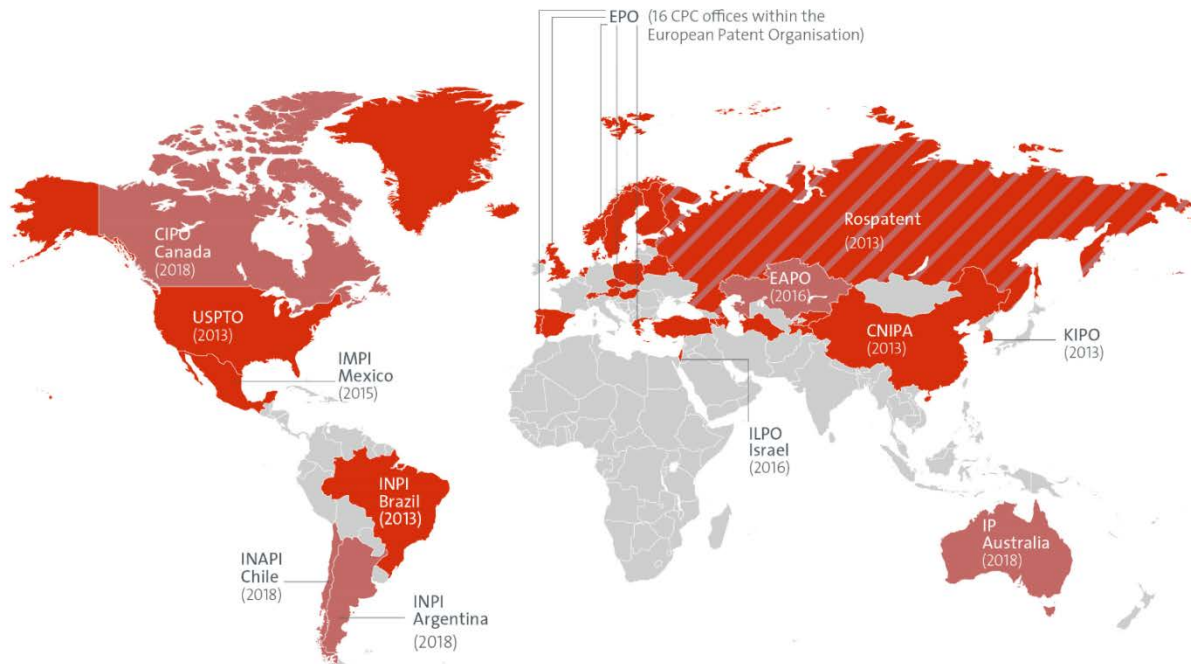 EPO (16 CPC offices within the
European Patent Organisation)
CIPO
Canada
(2018)
USPTO
(2013)
IMPI
Mexico
(2015)
Rospatent
(2013)
EAPO
(2016)
CNIPA
(2013)
KIPO
(2013)
ILPO
Israel
(2016)
INPI
Brazil
(2013)
INAPI
Chile
(2018)
INPI
Argentina
(2018)
IP
Australia
(2018)